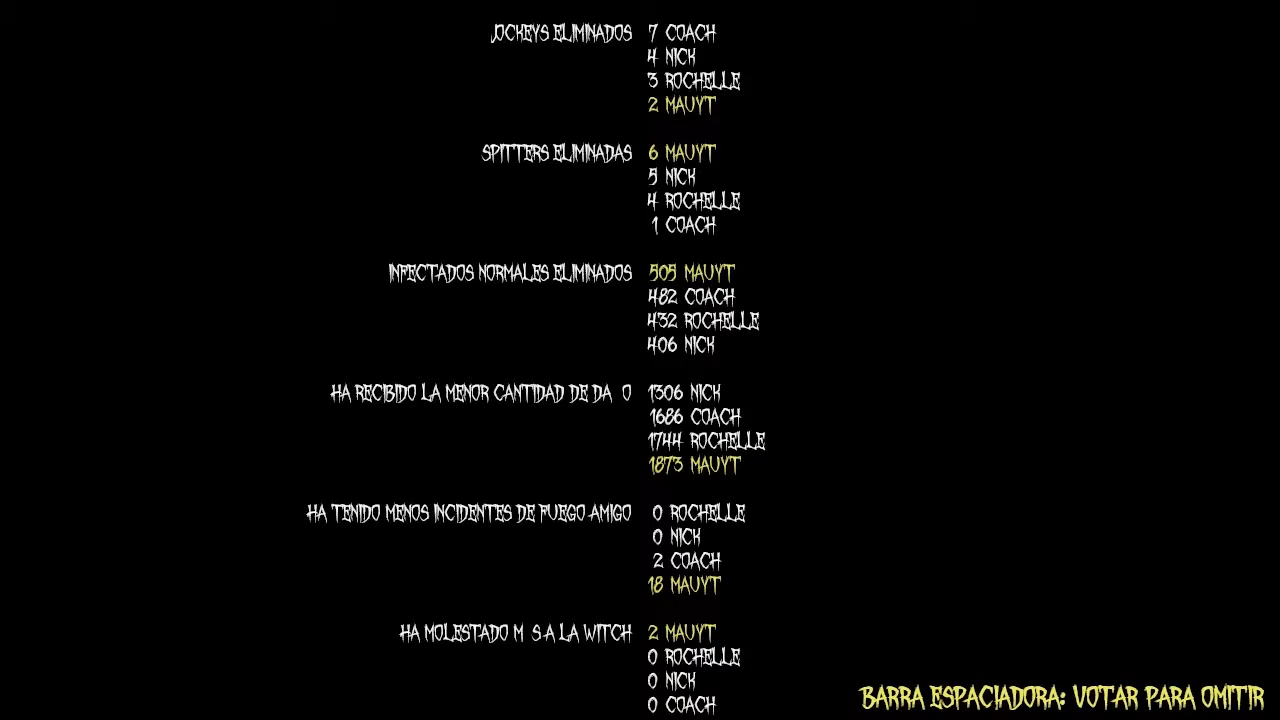 JOCKEYS ELIMINADOS 7 COACH
4 NICK
3 ROCHELLE
2 MAUYT
SPITTERS ELIMINADAS 6 MAUYT
5 NICK
4 ROCHELLE
1 COACH
INFECTADOS NORMALES ELIMINADOS 505 MAUYT
482 COACH
432 ROCHELLE
406 NICK
HA RECIBIDO LA MENOR CANTIDAD DE DA O 1306 NICK
1686 COACH
1744 ROCHELLE
1873 MAUYT
HA TENIDO MENOS INCIDENTES DE FUEGO AMIGO 0 ROCHELLE
0 NICK
2 COACH
18 MAUYT
HA MOLESTADO M S A LA WITCH 2 MAUYT
0 ROCHELLE
0 NICK
0 COACH
BARRA ESPACIADORA: VOTAR PARA OMITIR